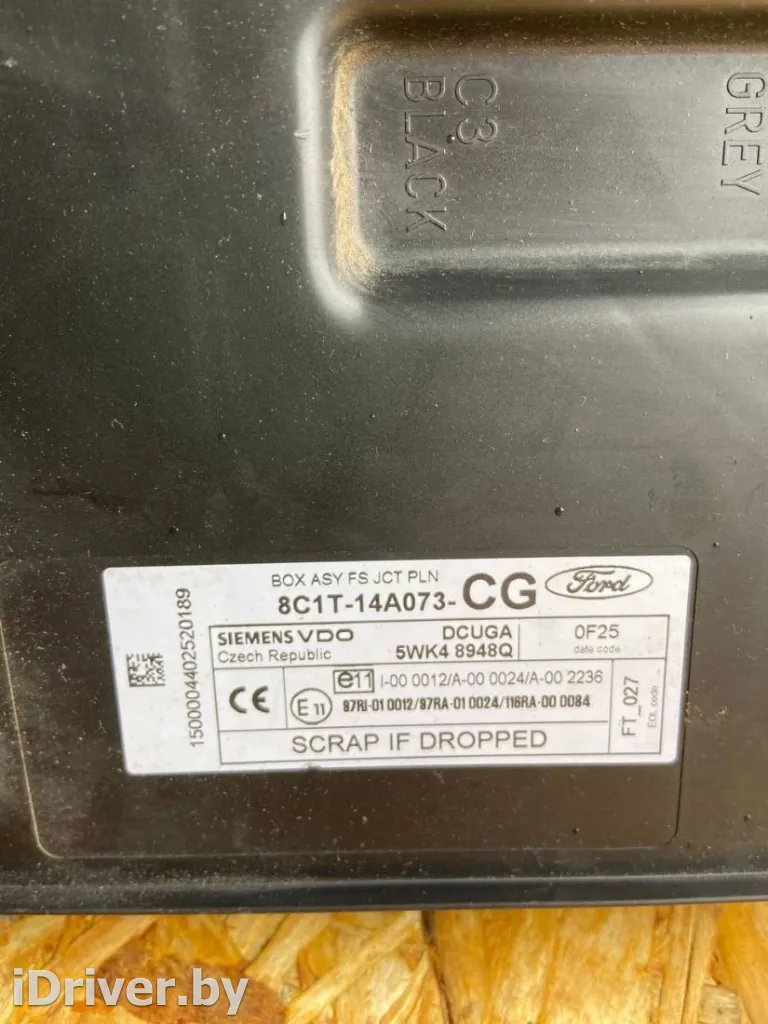 C3
BLACK
GREY
BOX ASY FS JCT PLN
8C1T-14A073-CG
Ford
1500004402520189
SIEMENS VDO
Czech Republic
DCUGA
5WK4 8948Q
0F25
date code
CE
E11
e11 I-00 0012/A-00 0024/A-00 2236
97RI-01 0012/97RA-01 0024/116RA-00 0084
FT_027
EOL code
SCRAP IF DROPPED
iDriver.by